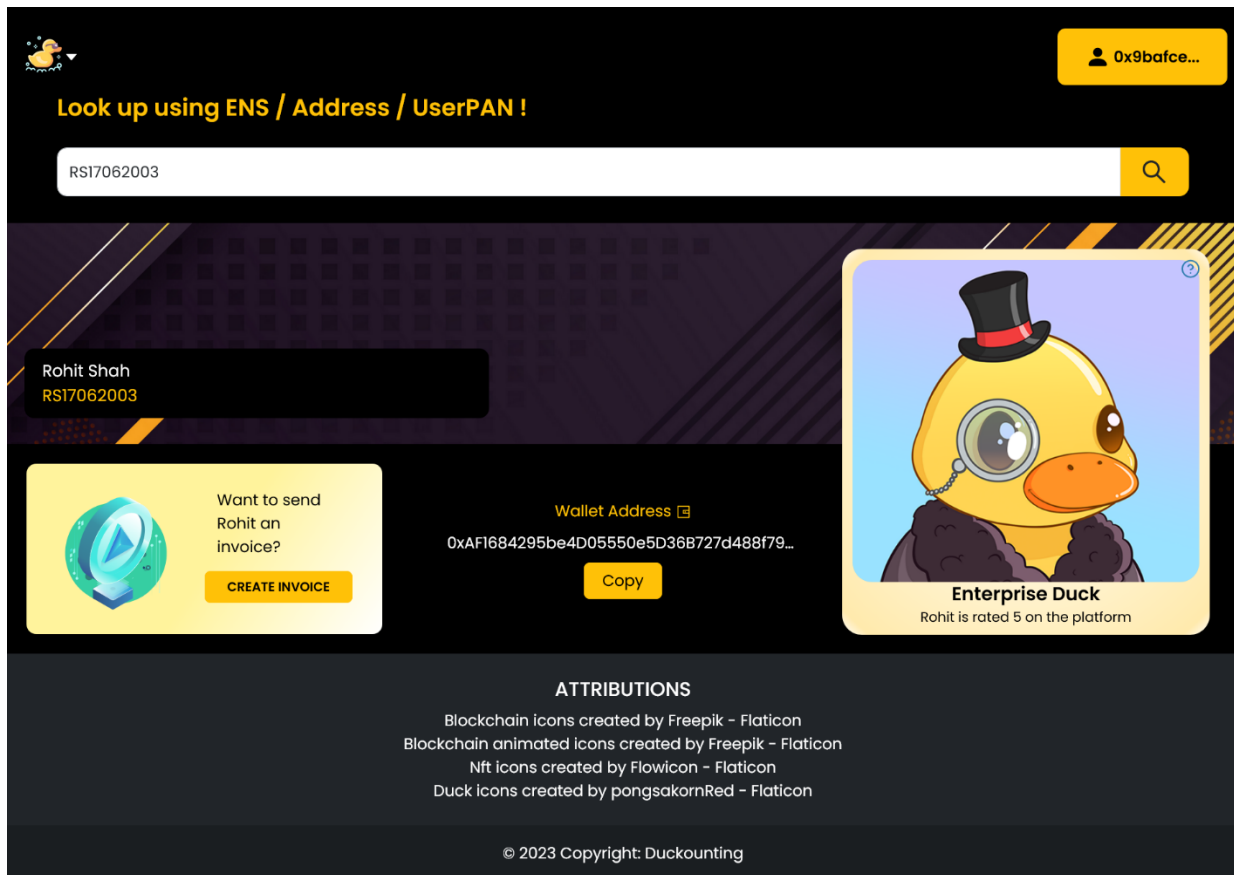 0x9bafce...
Look up using ENS / Address / UserPAN !
RS17062003
Rohit Shah
RS17062003
Want to send
Rohit an
invoice?
CREATE INVOICE
Wallet Address
0xAF1684295be4D05550e5D36B727d488f79...
Copy
?
Enterprise Duck
Rohit is rated 5 on the platform
ATTRIBUTIONS
Blockchain icons created by Freepik - Flaticon
Blockchain animated icons created by Freepik - Flaticon
Nft icons created by Flowicon - Flaticon
Duck icons created by pongsakornRed - Flaticon
© 2023 Copyright: Duckounting